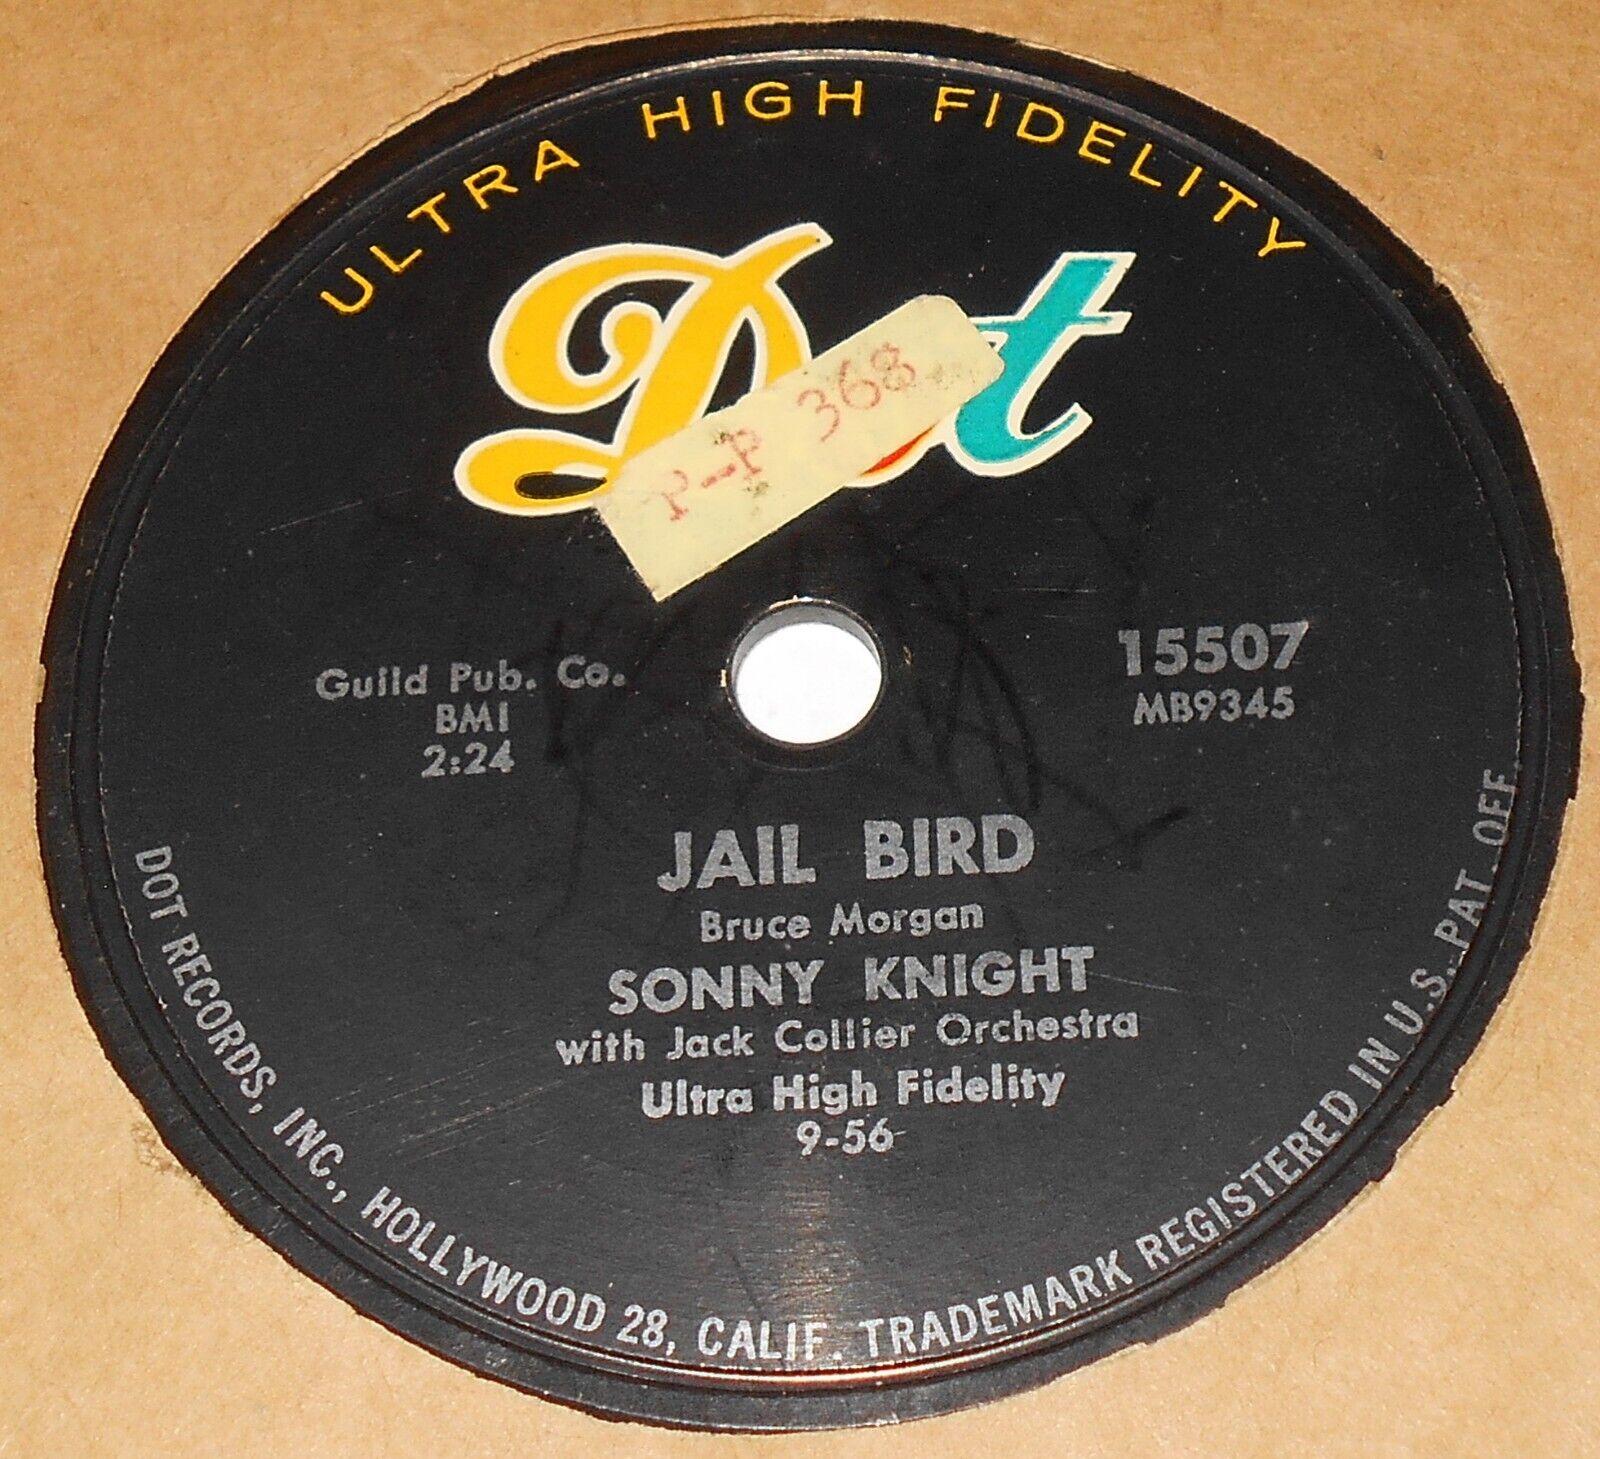 ULTRA HIGH FIDELITY
Dot
P-P 368
Guild Pub. Co.
BMI
2:24
15507
MB9345
JAIL BIRD
Bruce Morgan
SONNY KNIGHT
with Jack Collier Orchestra
Ultra High Fidelity
9-56
DOT RECORDS, INC., HOLLYWOOD 28, CALIF. TRADEMARK REGISTERED IN U.S. PAT. OFF.